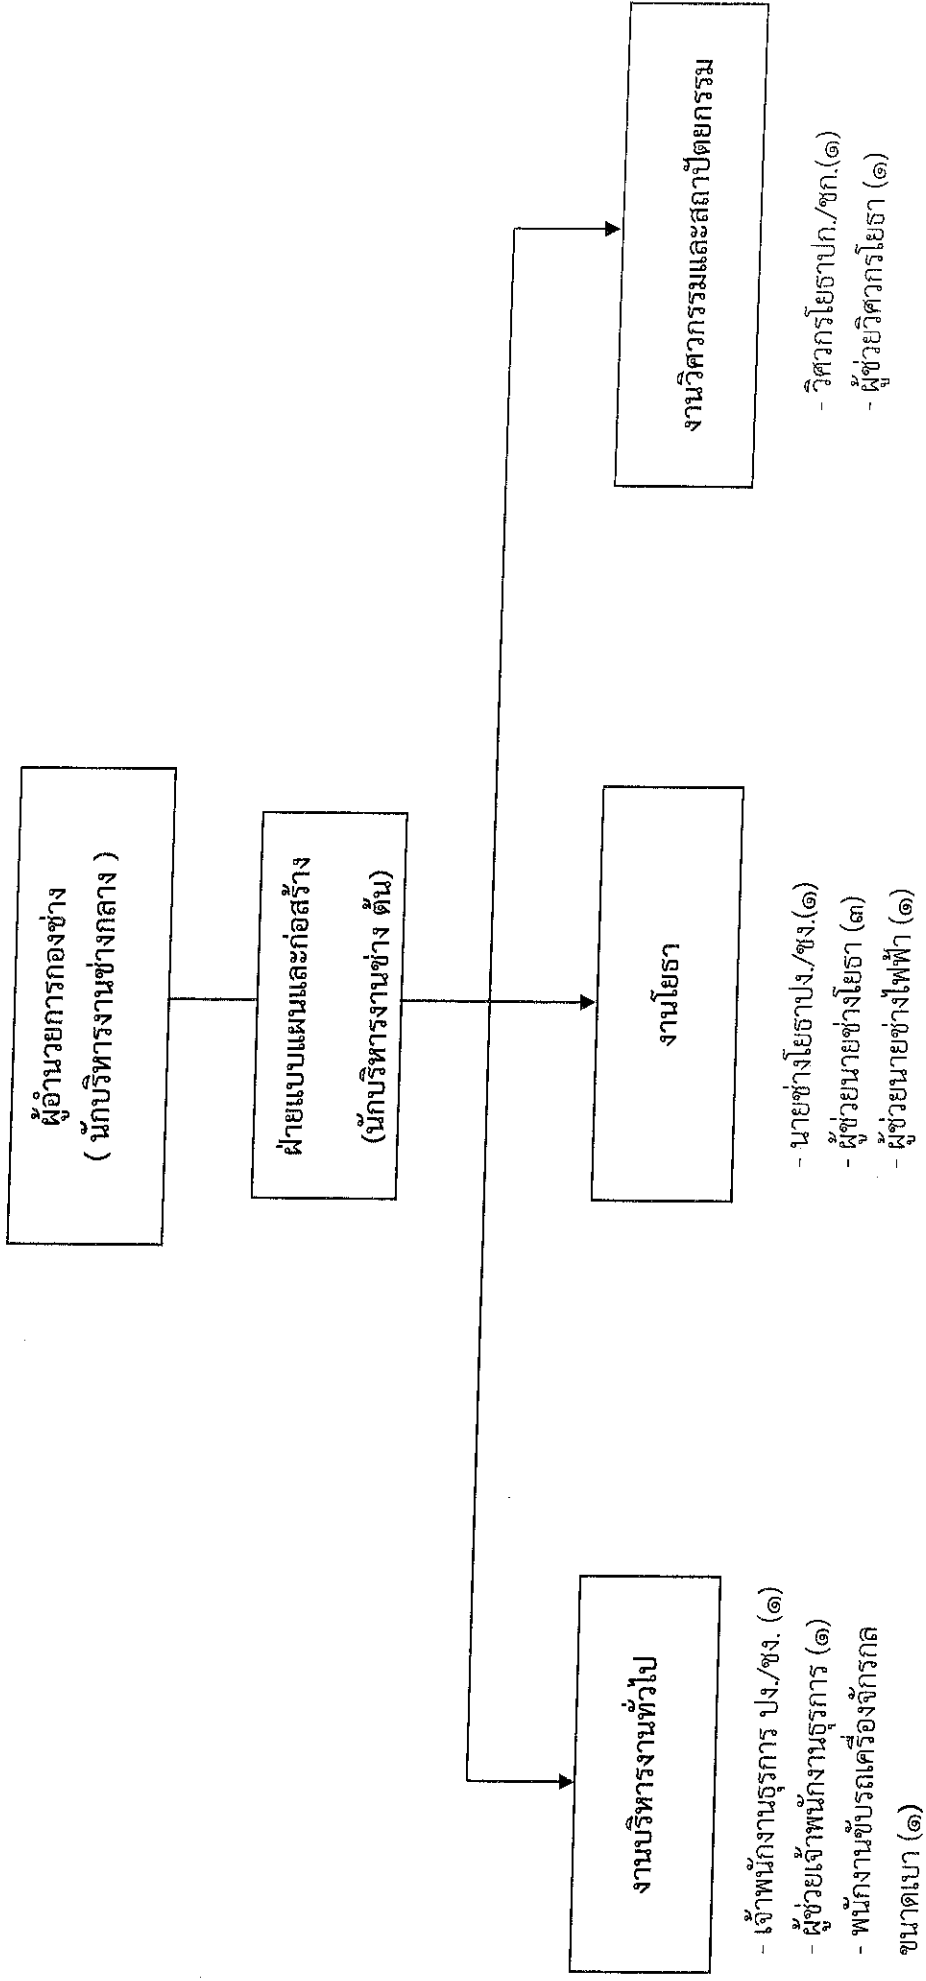 ผู้อำนวยการกองช่าง
( นักบริหารงานช่างกลาง )
ฝ่ายแบบแผนและก่อสร้าง
(นักบริหารงานช่าง ต้น)
งานบริหารงานทั่วไป
- เจ้าพนักงานธุรการ ปง./ชง. (๑)
- ผู้ช่วยเจ้าพนักงานธุรการ (๑)
- พนักงานขับรถเครื่องจักรกล
ขนาดเบา (๑)
งานโยธา
- นายช่างโยธาปง./ชง.(๑)
- ผู้ช่วยนายช่างโยธา (๓)
- ผู้ช่วยนายช่างไฟฟ้า (๑)
งานวิศวกรรมและสถาปัตยกรรม
- วิศวกรโยธาปก./ชก.(๑)
- ผู้ช่วยวิศวกรโยธา (๑)